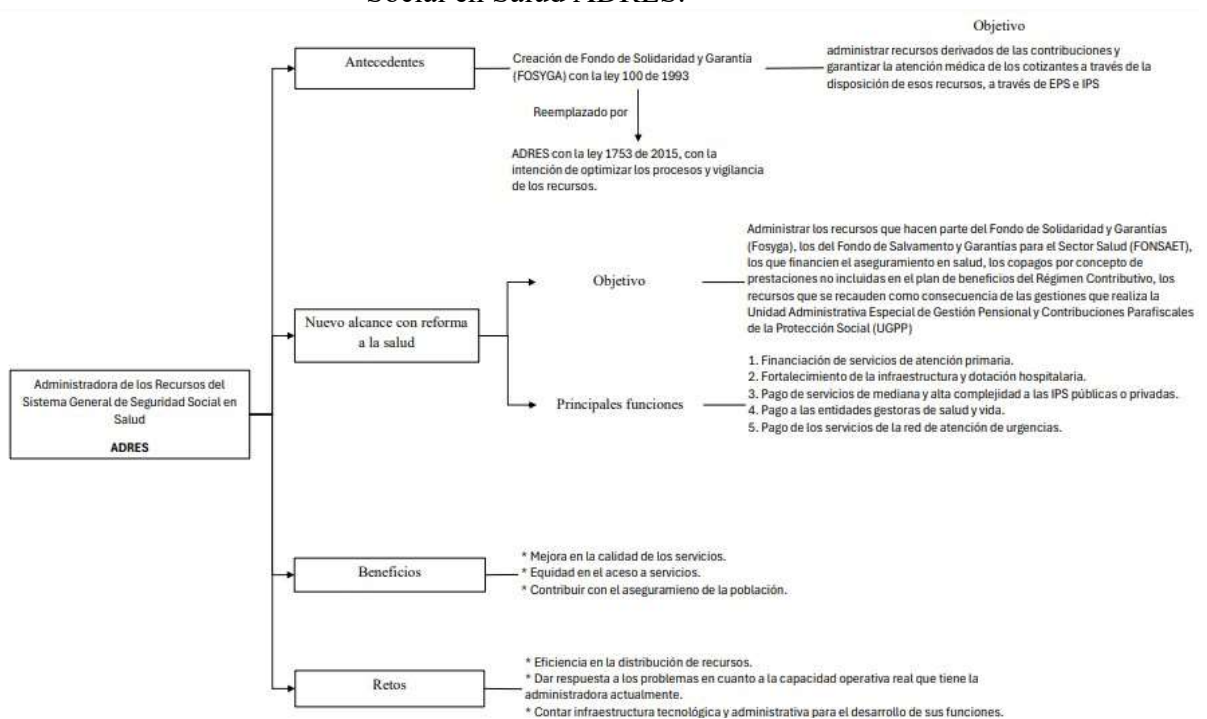 Social en Salud ADRES.
Objetivo
Antecedentes
Creación de Fondo de Solidaridad y Garantía
(FOSYGA) con la ley 100 de 1993
administrar recursos derivados de las contribuciones y
garantizar la atención médica de los cotizantes a través de la
disposición de esos recursos, a través de EPS e IPS
Reemplazado por
ADRES con la ley 1753 de 2015, con la
intención de optimizar los procesos y vigilancia
de los recursos.
Nuevo alcance con reforma
a la salud
Objetivo
Administrar los recursos que hacen parte del Fondo de Solidaridad y Garantías
(Fosyga), los del Fondo de Salvamento y Garantías para el Sector Salud (FONSAET),
los que financien el aseguramiento en salud, los copagos por concepto de
prestaciones no incluidas en el plan de beneficios del Régimen Contributivo, los
recursos que se recauden como consecuencia de las gestiones que realiza la
Unidad Administrativa Especial de Gestión Pensional y Contribuciones Parafiscales
de la Protección Social (UGPP)
Principales funciones
1. Financiación de servicios de atención primaria.
2. Fortalecimiento de la infraestructura y dotación hospitalaria.
3. Pago de servicios de mediana y alta complejidad a las IPS públicas o privadas.
4. Pago a las entidades gestoras de salud y vida.
5. Pago de los servicios de la red de atención de urgencias.
Administradora de los Recursos del
Sistema General de Seguridad Social en
Salud
ADRES
Beneficios
* Mejora en la calidad de los servicios.
* Equidad en el aceso a servicios.
* Contribuir con el aseguramieno de la población.
Retos
* Eficiencia en la distribución de recursos.
* Dar respuesta a los problemas en cuanto a la capacidad operativa real que tiene la
administradora actualmente.
* Contar infraestructura tecnológica y administrativa para el desarrollo de sus funciones.